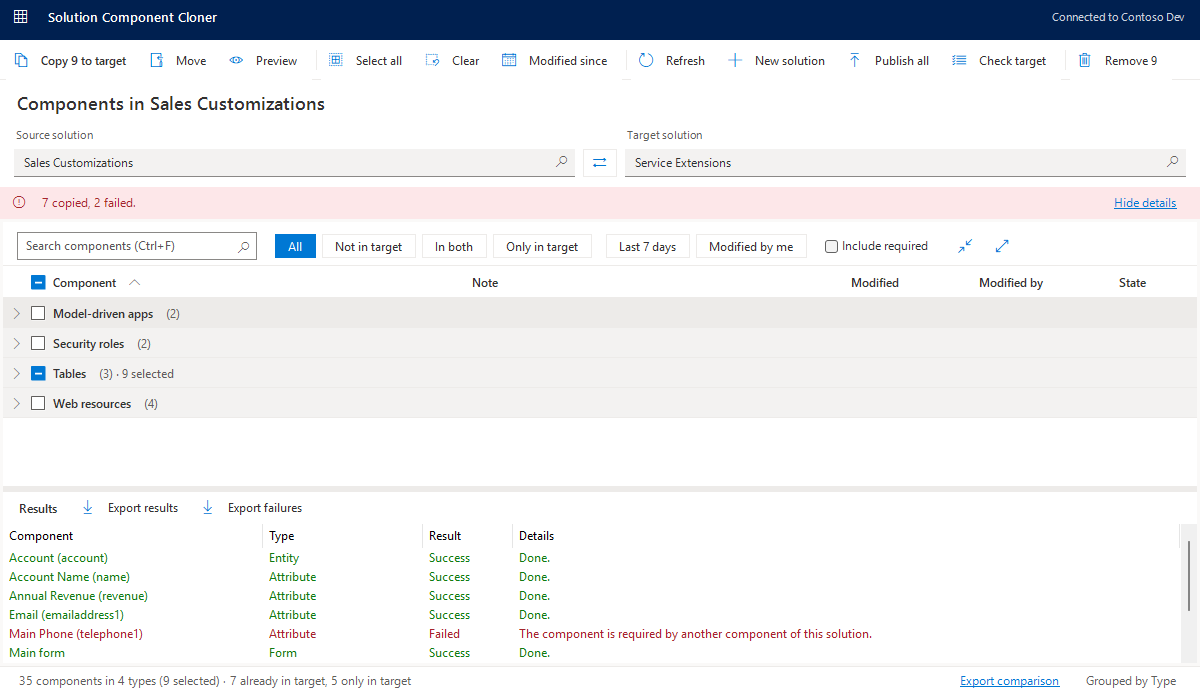 Solution Component Cloner
Connected to Contoso Dev
Copy 9 to target Move Preview Select all Clear Modified since Refresh New solution Publish all Check target Remove 9
Components in Sales Customizations
Source solution Target solution
Sales Customizations Service Extensions
7 copied, 2 failed. Hide details
Search components (Ctrl+F) All Not in target In both Only in target Last 7 days Modified by me Include required
Component Note Modified Modified by State
Model-driven apps (2)
Security roles (2)
Tables (3) · 9 selected
Web resources (4)
Results Export results Export failures
Component Type Result Details
Account (account) Entity Success Done.
Account Name (name) Attribute Success Done.
Annual Revenue (revenue) Attribute Success Done.
Email (emailaddress1) Attribute Success Done.
Main Phone (telephone1) Attribute Failed The component is required by another component of this solution.
Main form Form Success Done.
35 components in 4 types (9 selected) · 7 already in target, 5 only in target Export comparison Grouped by Type